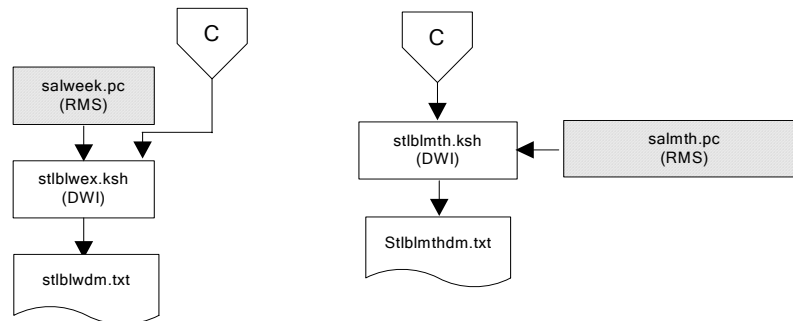 C
salweek.pc
(RMS)
stlblwex.ksh
(DWI)
stlblwdm.txt
C
stlblmth.ksh
(DWI)
salmth.pc
(RMS)
Stlblmthdm.txt